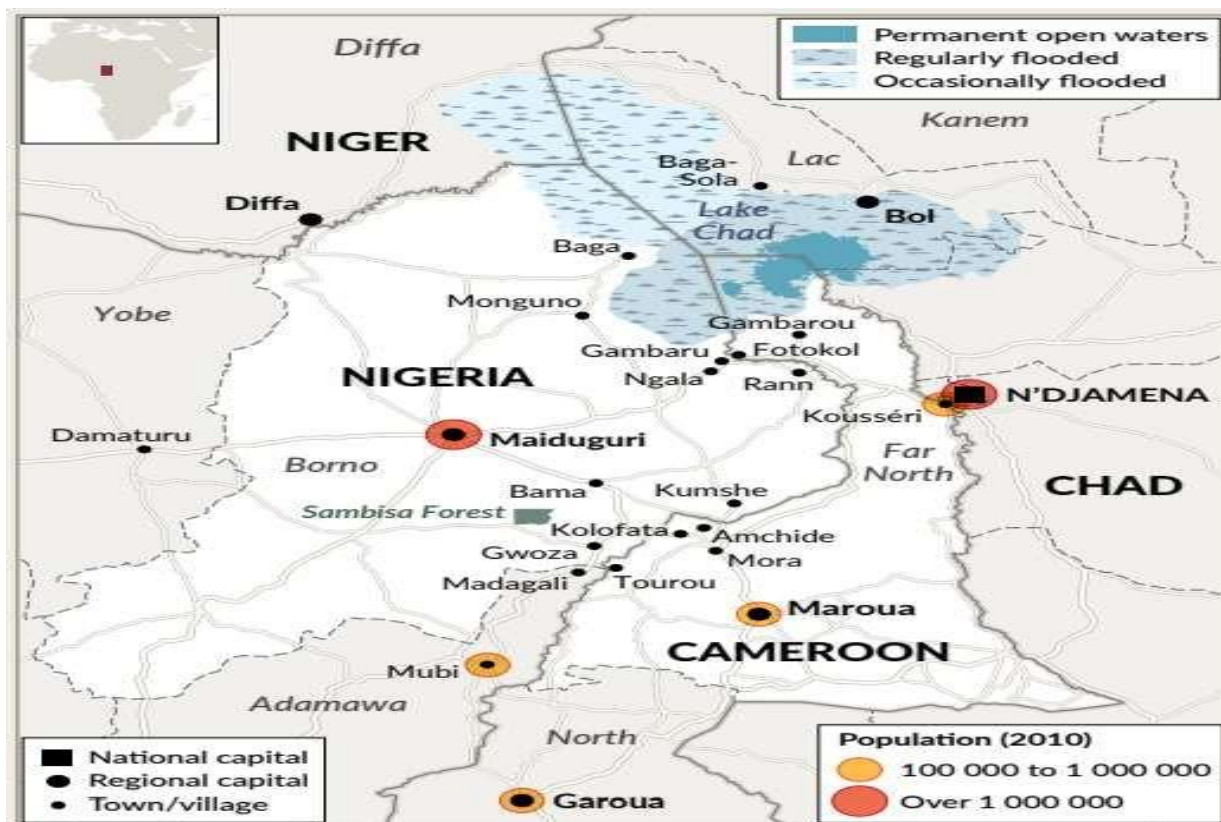 Diffa
Permanent open waters
Regularly flooded
Occasionally flooded
Kanem
NIGER
Lac
Baga-
Sola
Diffa
Lake
Chad
Bol
Baga
Yobe
Monguno
Gambarou
Gambaru
Fotokol
NIGERIA
Ngala
Rann
N'DJAMENA
Kousséri
Damaturu
Maiduguri
Borno
Far
North
CHAD
Bama
Kumshe
Sambisa Forest
Kolofata
Amchide
Gwoza
Mora
Madagali
Tourou
Maroua
CAMEROON
Mubi
Adamawa
North
National capital
Regional capital
Town/village
Garoua
Population (2010)
100 000 to 1 000 000
Over 1 000 000